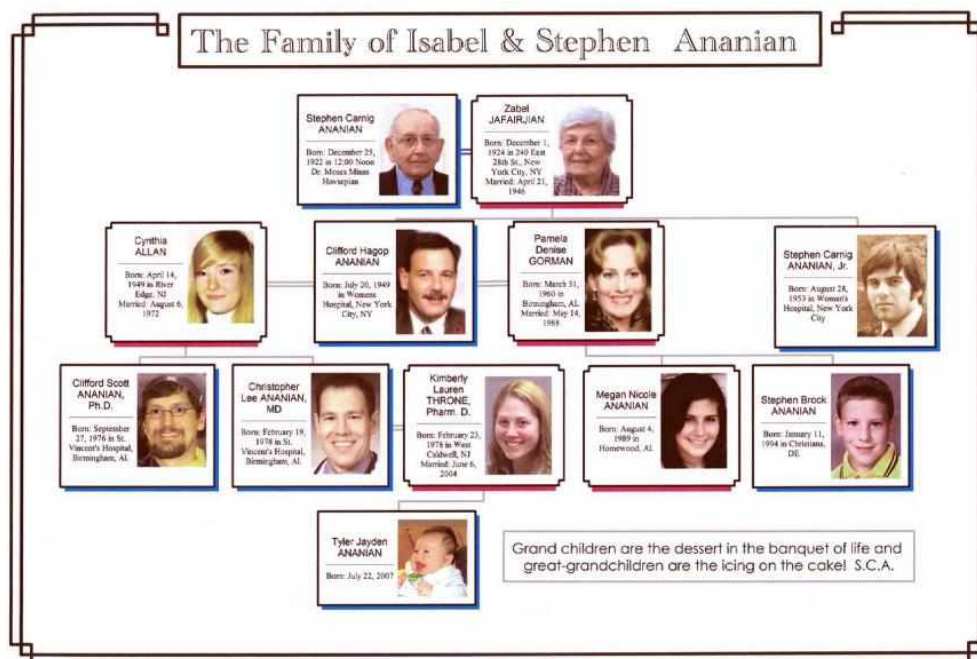 The Family of Isabel & Stephen Ananian
Stephen Carnig
ANANIAN
Born: December 25,
1922 in 12:00 Noon
Dr. Moses Minas
Hovsepian
Zabel
JAFAIRJIAN
Born: December 1,
1924 in 240 East
28th St., New
York City, NY
Married: April 21,
1946
Cynthia
ALLAN
Born: April 14,
1949 in River
Edge, NJ
Married: August 6,
1972
Clifford Hagop
ANANIAN
Born: July 20, 1949
in Womens
Hospital, New York
City, NY
Pamela
Denise
GORMAN
Born: March 31,
1960 in
Birmingham, AL
Married: May 14,
1988
Stephen Carnig
ANANIAN, Jr.
Born: August 28,
1953 in Woman's
Hospital, New York
City
Clifford Scott
ANANIAN,
Ph.D.
Born: September
27, 1976 in St.
Vincent's Hospital,
Birmingham, AL
Christopher
Lee ANANIAN,
MD
Born: February 19,
1978 in St.
Vincent's Hospital,
Birmingham, AL
Kimberly
Lauren
THRONE,
Pharm. D.
Born: February 23,
1978 in West
Caldwell, NJ
Married: June 6,
2004
Megan Nicole
ANANIAN
Born: August 4,
1989 in
Homewood, AL
Stephen Brock
ANANIAN
Born: January 11,
1994 in Christiana,
DE
Tyler Jayden
ANANIAN
Born: July 22, 2007
Grand children are the dessert in the banquet of life and
great-grandchildren are the icing on the cake! S.C.A.